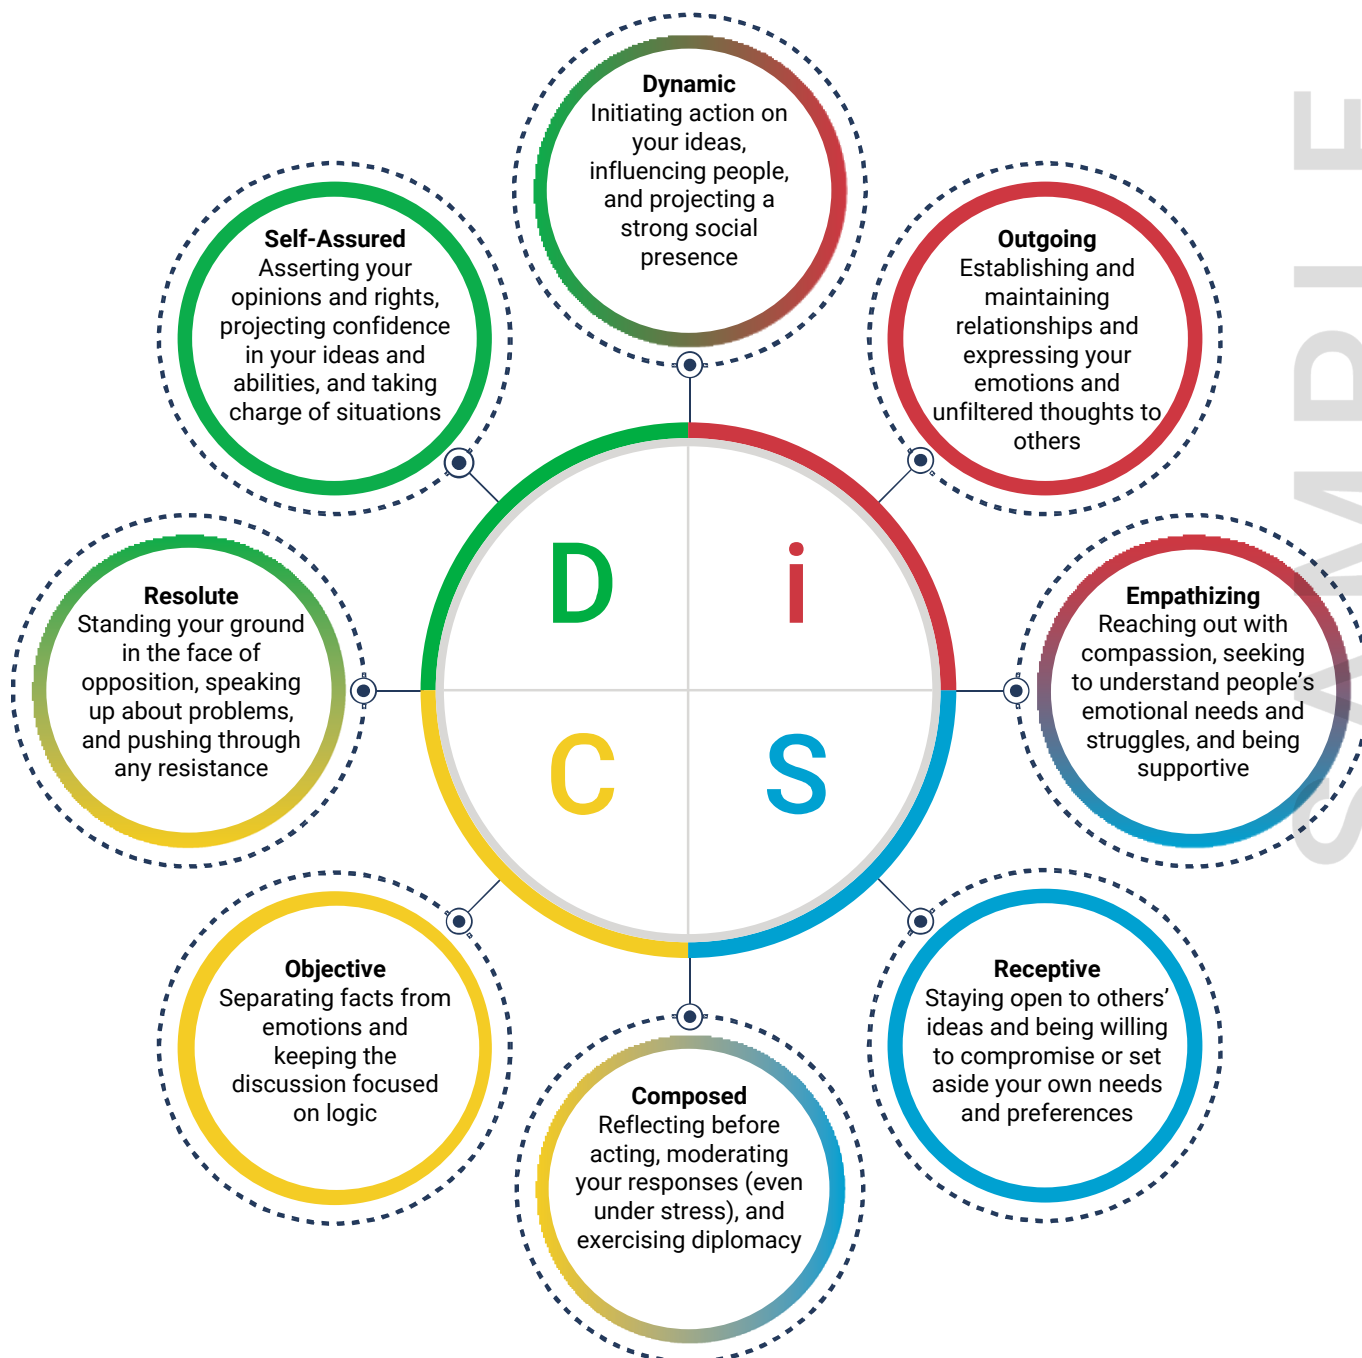 Dynamic
Initiating action on
your ideas,
influencing people,
and projecting a
strong social
presence
Self-Assured
Asserting your
opinions and rights,
projecting confidence
in your ideas and
abilities, and taking
charge of situations
Outgoing
Establishing and
maintaining
relationships and
expressing your
emotions and
unfiltered thoughts to
others
D
i
Resolute
Standing your ground
in the face of
opposition, speaking
up about problems,
and pushing through
any resistance
Empathizing
Reaching out with
compassion, seeking
to understand people's
emotional needs and
struggles, and being
supportive
C
S
Objective
Separating facts from
emotions and
keeping the
discussion focused
on logic
Receptive
Staying open to others'
ideas and being willing
to compromise or set
aside your own needs
and preferences
Composed
Reflecting before
acting, moderating
your responses (even
under stress), and
exercising diplomacy
SAMPLE